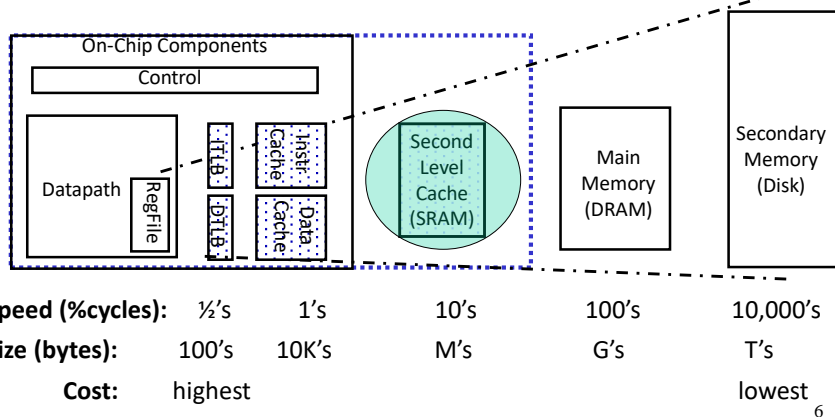 On-Chip Components
Control
Datapath
RegFile
ITLB
DTLB
Instr
Cache
Data
Cache
Second
Level
Cache
(SRAM)
Main
Memory
(DRAM)
Secondary
Memory
(Disk)
peed (%cycles): ½'s 1's 10's 100's 10,000's
ize (bytes): 100's 10K's M's G's T's
Cost: highest lowest
6